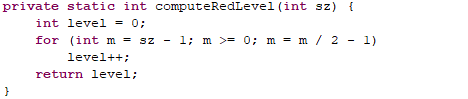 private static int computeRedLevel(int sz) {
    int level = 0;
    for (int m = sz - 1; m >= 0; m = m / 2 - 1)
        level++;
    return level;
}